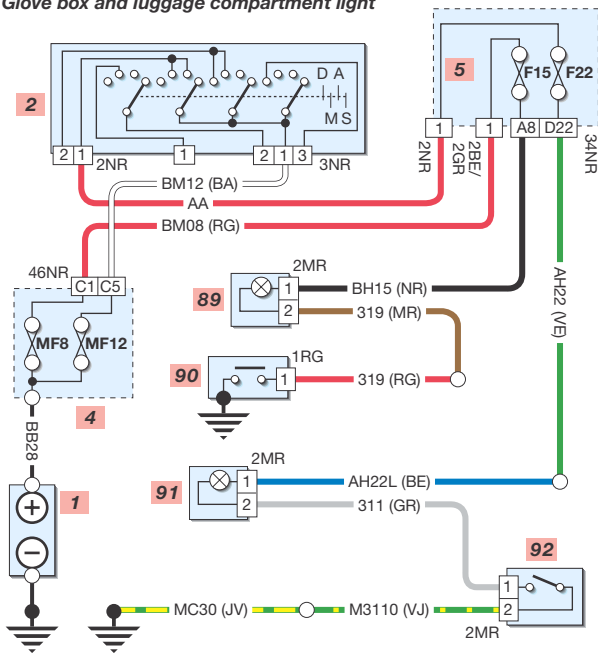 Glove box and luggage compartment light
5
F15 F22
D A
M S
2
1 1 A8 D22
2NR
2GR
2BE/
34NR
2 1 2NR 1 2 1 3 3NR
BM12 (BA)
AA
BM08 (RG)
46NR
C1 C5
2MR
89
1
2
BH15 (NR)
319 (MR)
AH22 (VE)
MF8 MF12
1RG
90
1
319 (RG)
4
BB28
2MR
91
1
2
AH22L (BE)
311 (GR)
1
+
−
92
1
2
MC30 (JV) M3110 (VJ)
2MR